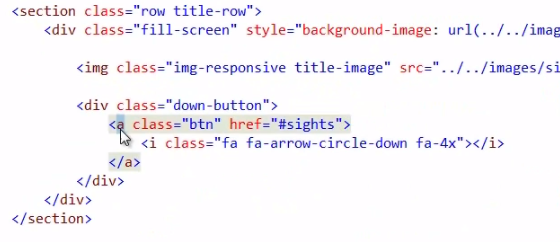 <section class="row title-row">
<div class="fill-screen" style="background-image: url(../../imag
<img class="img-responsive title-image" src="../../images/si
<div class="down-button">
<a class="btn" href="#sights">
<i class="fa fa-arrow-circle-down fa-4x"></i>
</a>
</div>
</div>
</section>